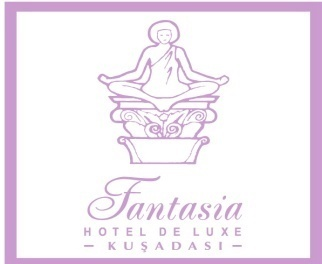 Fantasia
HOTEL DE LUXE
– KUŞADASI –